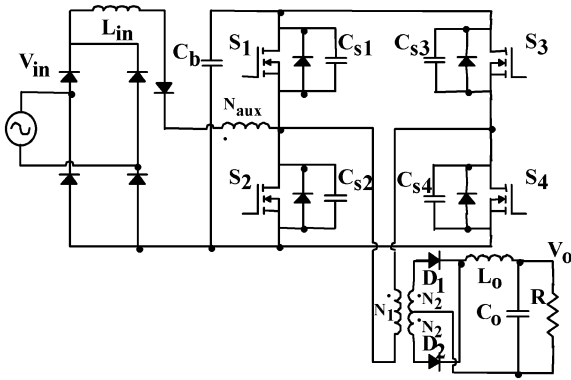 L_in
V_in
C_b
S_1
C_s1
C_s3
S_3
N_aux
S_2
C_s2
C_s4
S_4
V_o
D_1
L_o
N_1
N_2
N_2
C_o
R
D_2